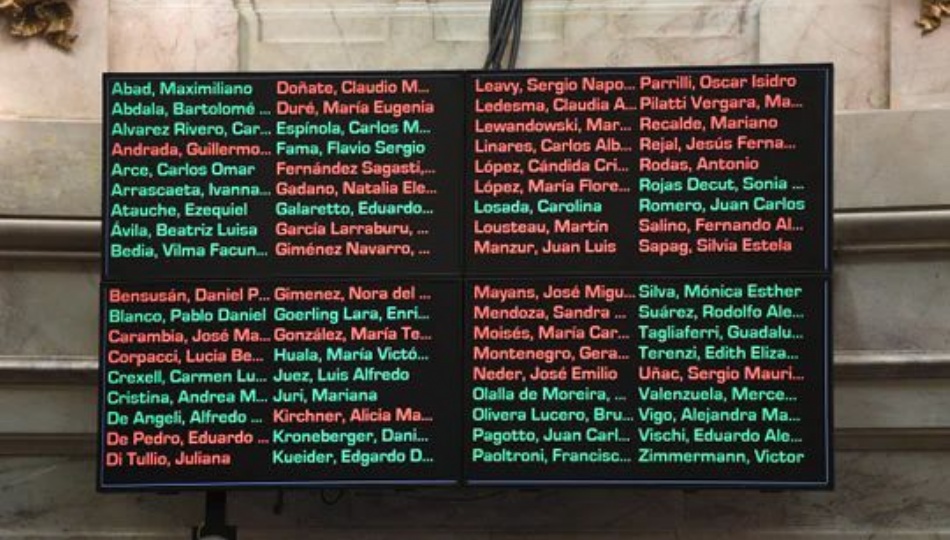 Abad, Maximiliano
Abdala, Bartolomé ...
Alvarez Rivero, Car...
Andrada, Guillermo...
Arce, Carlos Omar
Arrascaeta, Ivanna...
Atauche, Ezequiel
Ávila, Beatriz Luisa
Bedia, Vilma Facun...
Bensusán, Daniel P...
Blanco, Pablo Daniel
Carambia, José Ma...
Corpacci, Lucía Be...
Crexell, Carmen Lu...
Cristina, Andrea M...
De Angeli, Alfredo ...
De Pedro, Eduardo ...
Di Tullio, Juliana
Doñate, Claudio M...
Duré, María Eugenia
Espínola, Carlos M...
Fama, Flavio Sergio
Fernández Sagasti,...
Gadano, Natalia Ele...
Galaretto, Eduardo...
García Larraburu, ...
Giménez Navarro, ...
Gimenez, Nora del ...
Goerling Lara, Enri...
González, María Te...
Huala, María Victó...
Juez, Luis Alfredo
Juri, Mariana
Kirchner, Alicia Ma...
Kroneberger, Dani...
Kueider, Edgardo D...
Leavy, Sergio Napo...
Ledesma, Claudia A...
Lewandowski, Mar...
Linares, Carlos Alb...
López, Cándida Cri...
López, María Flore...
Losada, Carolina
Lousteau, Martín
Manzur, Juan Luis
Mayans, José Migu...
Mendoza, Sandra ...
Moisés, María Car...
Montenegro, Gera...
Neder, José Emilio
Olalla de Moreira, ...
Olivera Lucero, Bru...
Pagotto, Juan Carl...
Paoltroni, Francisc...
Parrilli, Oscar Isidro
Pilatti Vergara, Ma...
Recalde, Mariano
Rejal, Jesús Ferna...
Rodas, Antonio
Rojas Decut, Sonia ...
Romero, Juan Carlos
Salino, Fernando Al...
Sapag, Silvia Estela
Silva, Mónica Esther
Suárez, Rodolfo Ale...
Tagliaferri, Guadalu...
Terenzi, Edith Eliza...
Uñac, Sergio Mauri...
Valenzuela, Merce...
Vigo, Alejandra Ma...
Vischi, Eduardo Ale...
Zimmermann, Victor